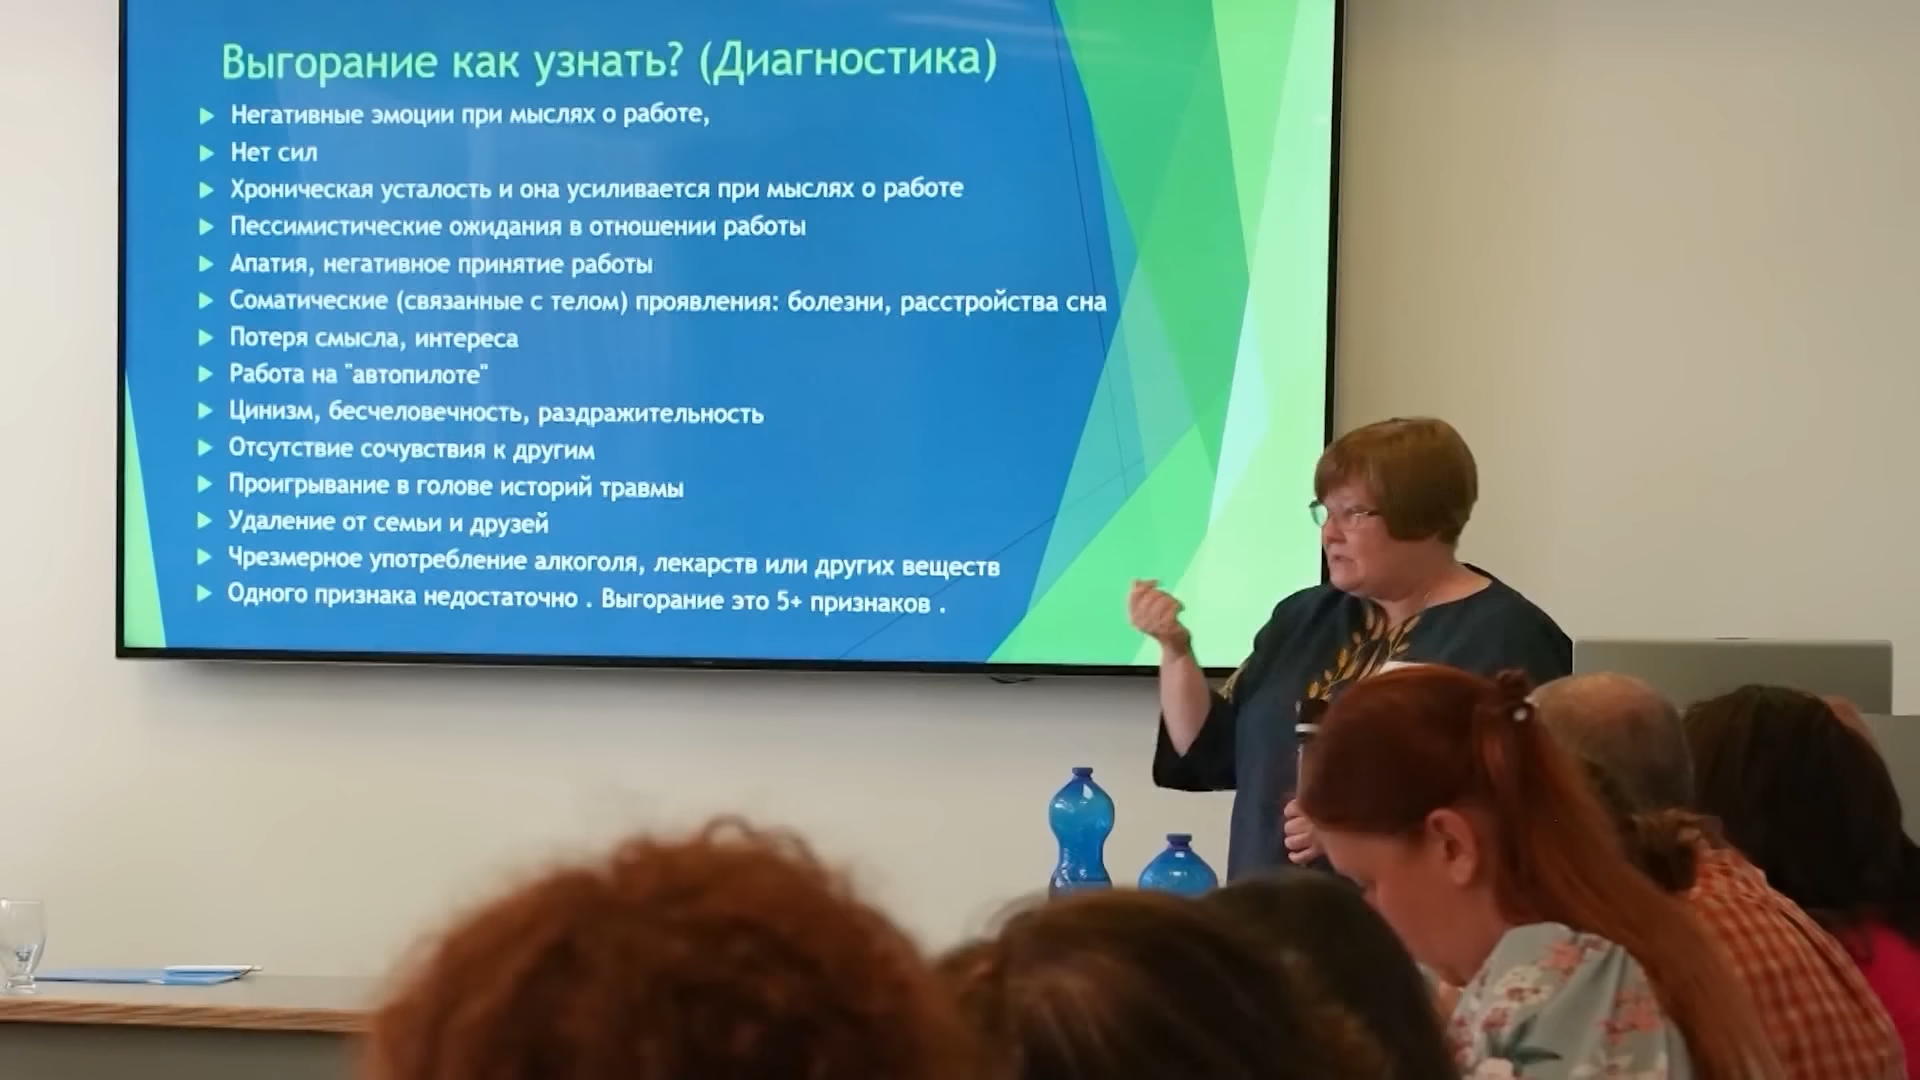 Выгорание как узнать? (Диагностика)
Негативные эмоции при мыслях о работе,
Нет сил
Хроническая усталость и она усиливается при мыслях о работе
Пессимистические ожидания в отношении работы
Апатия, негативное принятие работы
Соматические (связанные с телом) проявления: болезни, расстройства сна
Потеря смысла, интереса
Работа на "автопилоте"
Цинизм, бесчеловечность, раздражительность
Отсутствие сочувствия к другим
Проигрывание в голове историй травмы
Удаление от семьи и друзей
Чрезмерное употребление алкоголя, лекарств или других веществ
Одного признака недостаточно . Выгорание это 5+ признаков .